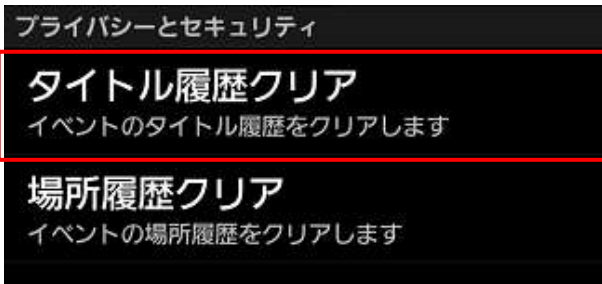 プライバシーとセキュリティ
タイトル履歴クリア
イベントのタイトル履歴をクリアします
場所履歴クリア
イベントの場所履歴をクリアします